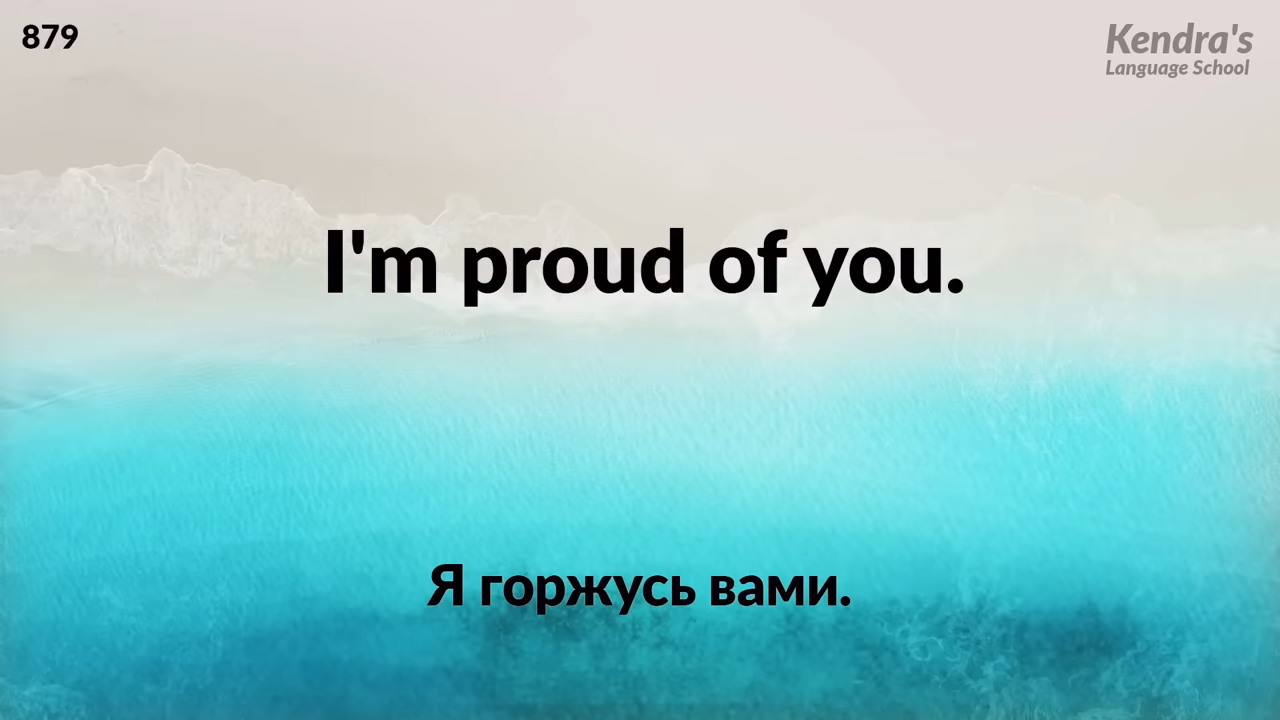 879
Kendra's
Language School
I'm proud of you.
Я горжусь вами.